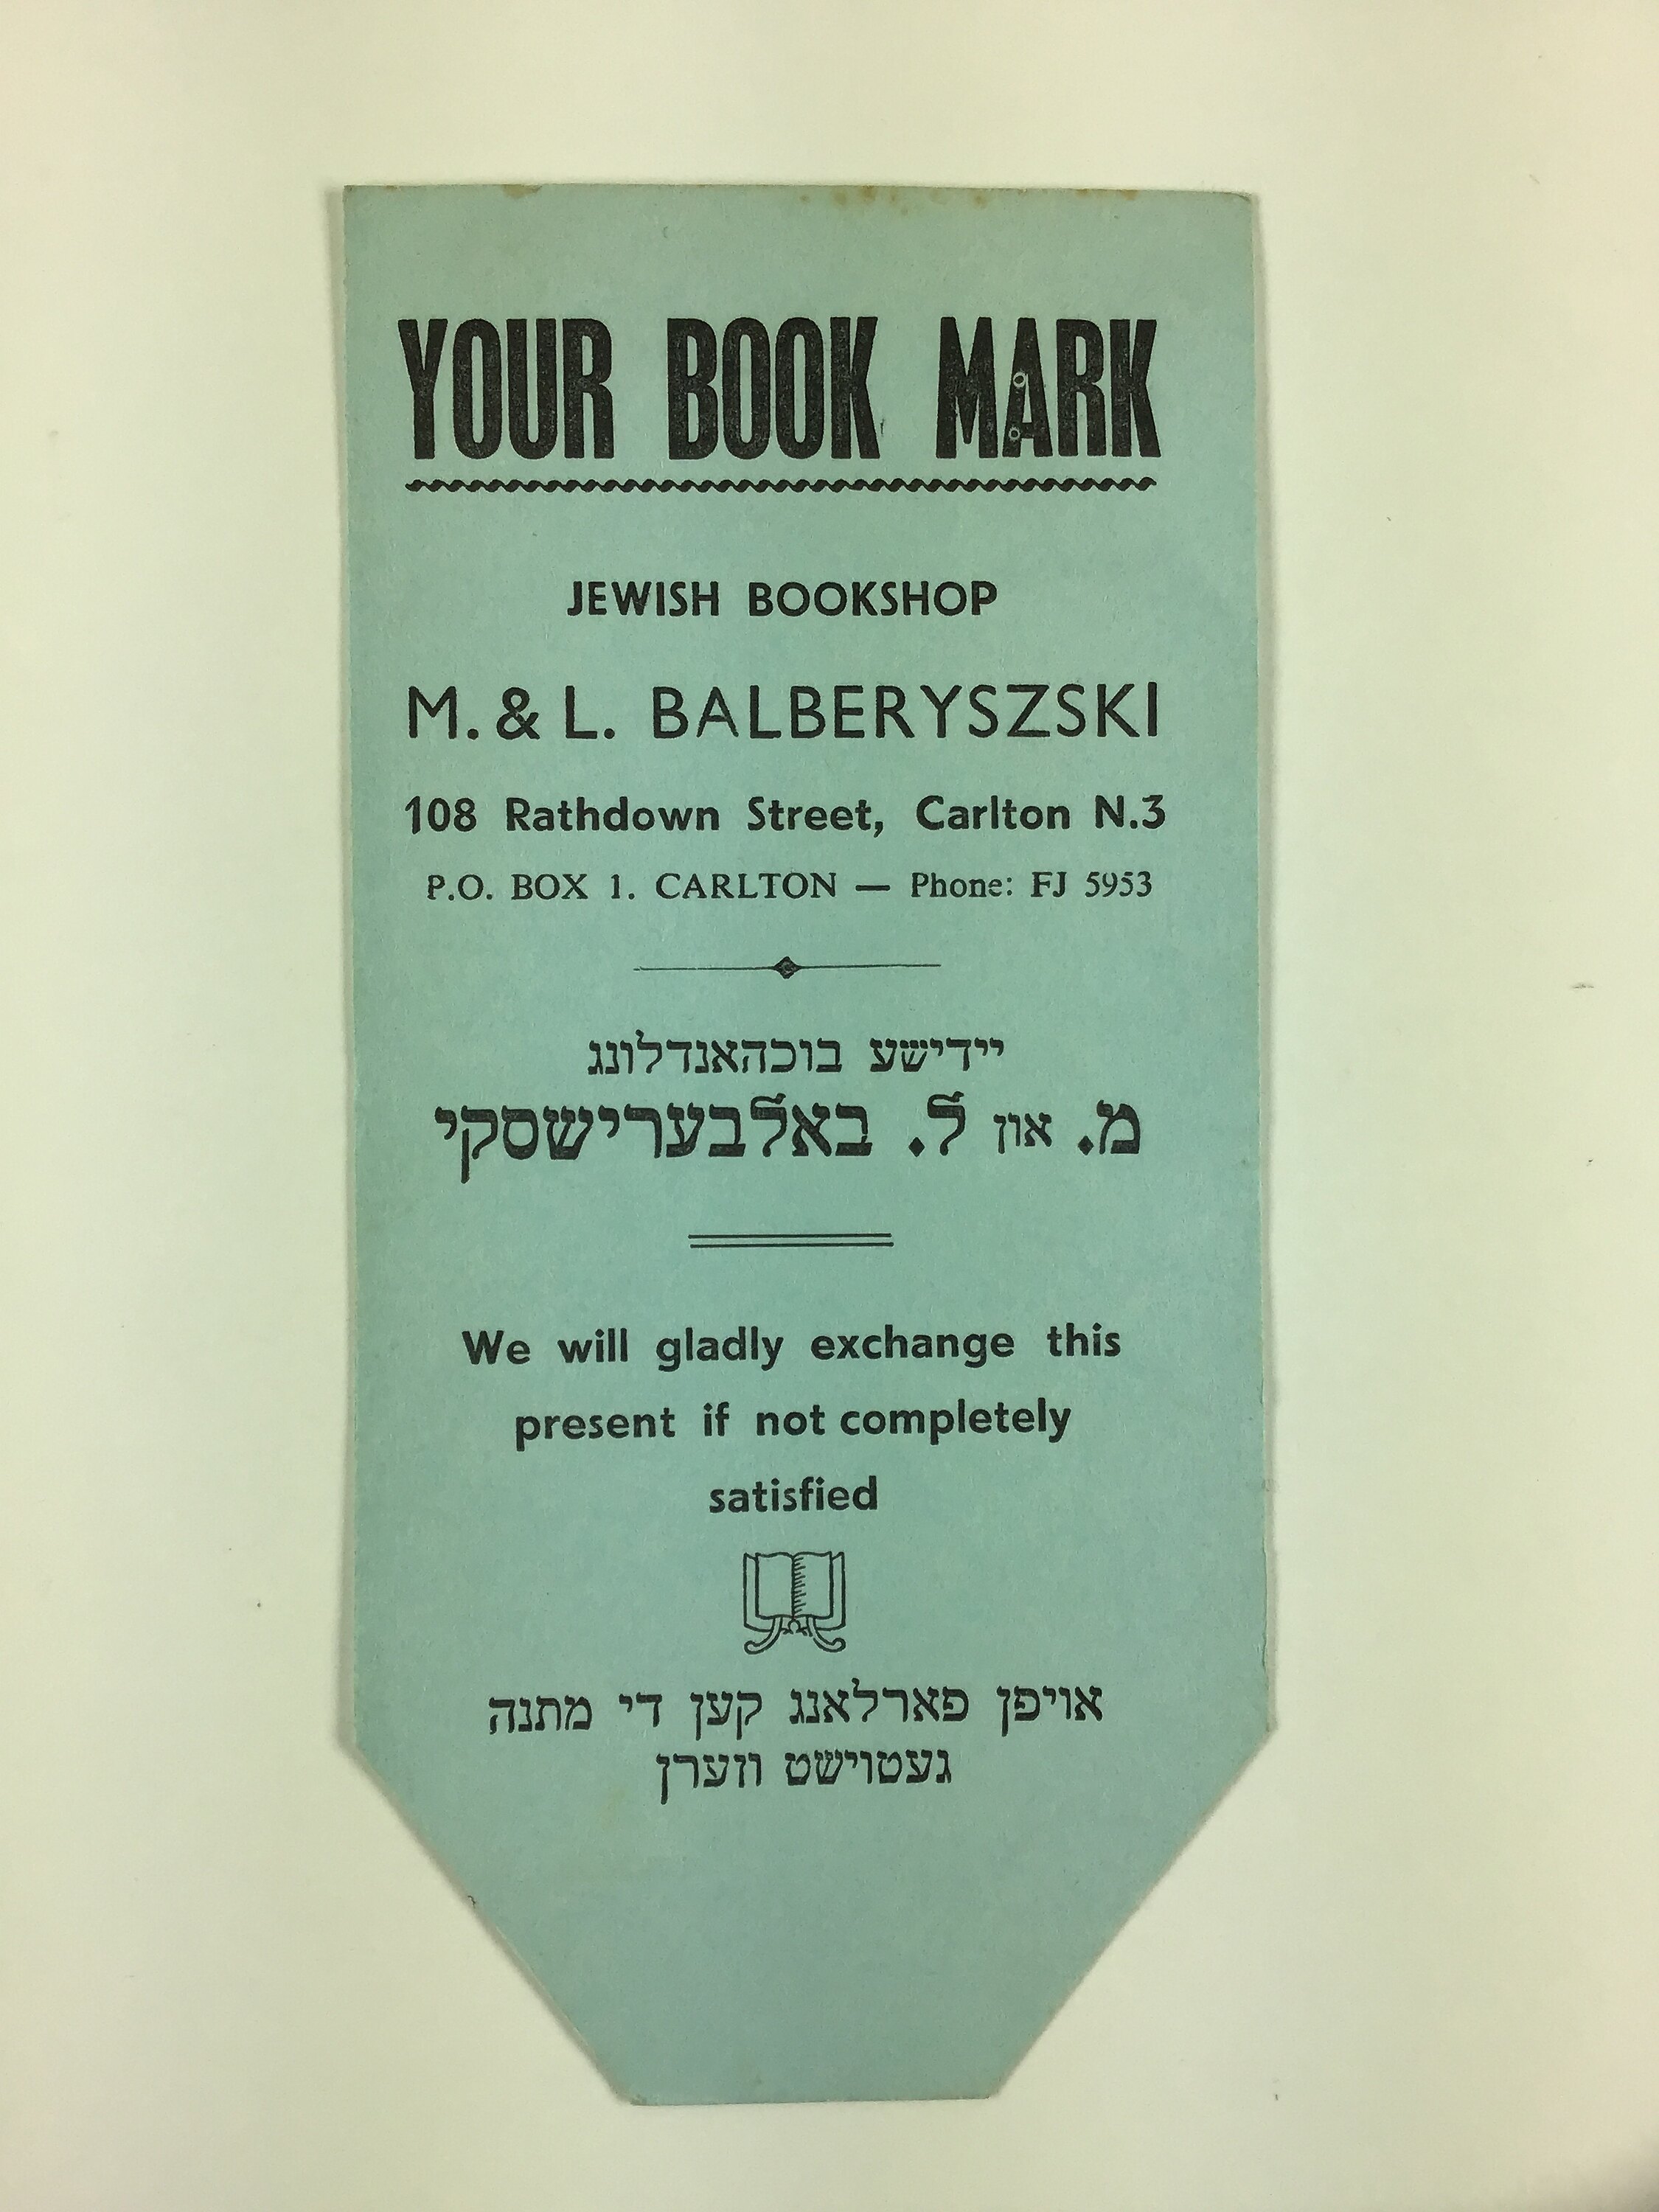 YOUR BOOK MARK
JEWISH BOOKSHOP
M. & L. BALBERYSZSKI
108 Rathdown Street, Carlton N.3
P.O. BOX 1. CARLTON — Phone: FJ 5953
יידישע בוכהאנדלונג
מ. און ל. באלבערישסקי
We will gladly exchange this
present if not completely
satisfied
אויפן פארלאנג קען די מתנה
געטוישט ווערן